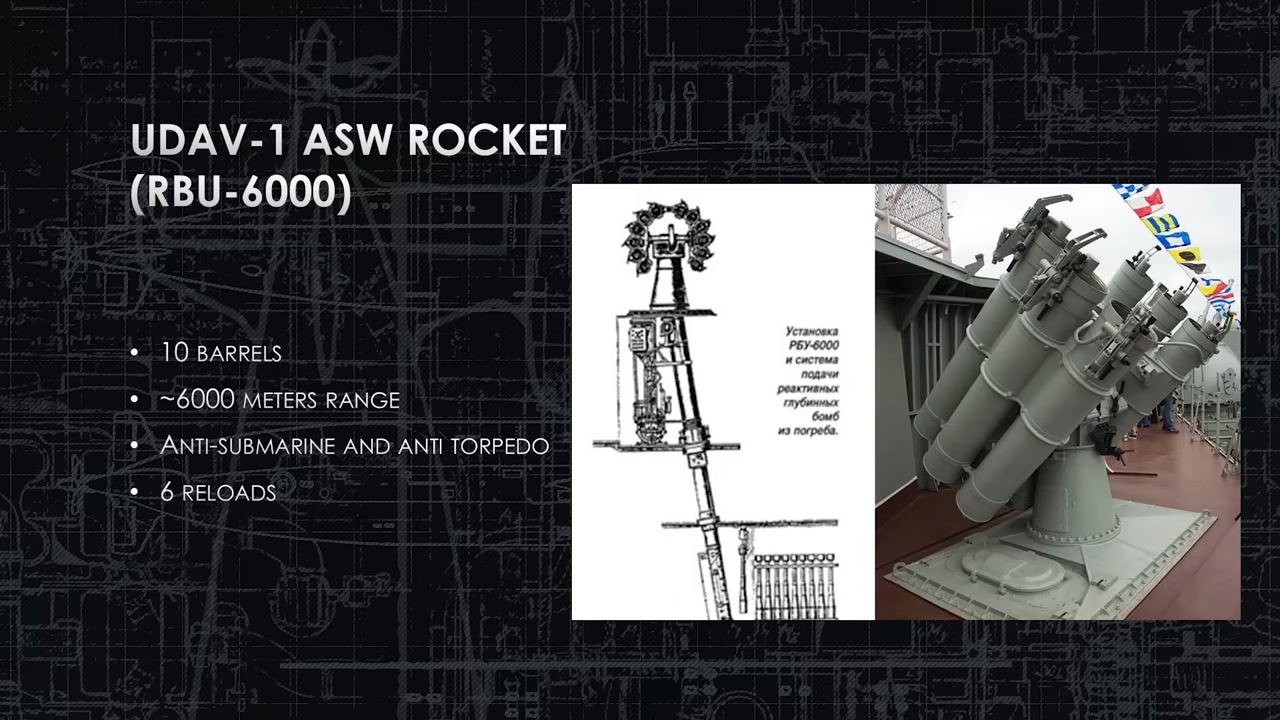 UDAV-1 ASW ROCKET
(RBU-6000)
• 10 BARRELS
• ~6000 METERS RANGE
• ANTI-SUBMARINE AND ANTI TORPEDO
• 6 RELOADS
Установка
РБУ-6000
и система
подачи
реактивных
глубинных
бомб
из погреба.